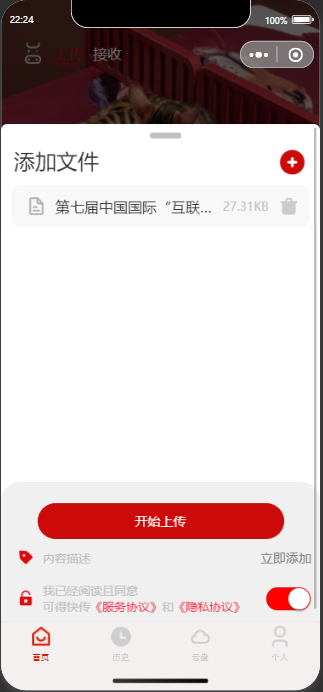 22:24
100%
上传 接收
添加文件
第七届中国国际“互联... 27.31KB
开始上传
内容描述 立即添加
我已经阅读且同意
可得快传《服务协议》和《隐私协议》
首页 历史 云盘 个人